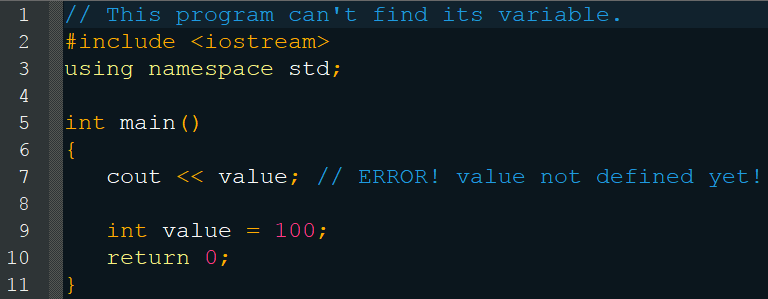 1 // This program can't find its variable.
2 #include <iostream>
3 using namespace std;
4
5 int main()
6 {
7 cout << value; // ERROR! value not defined yet!
8
9 int value = 100;
10 return 0;
11 }